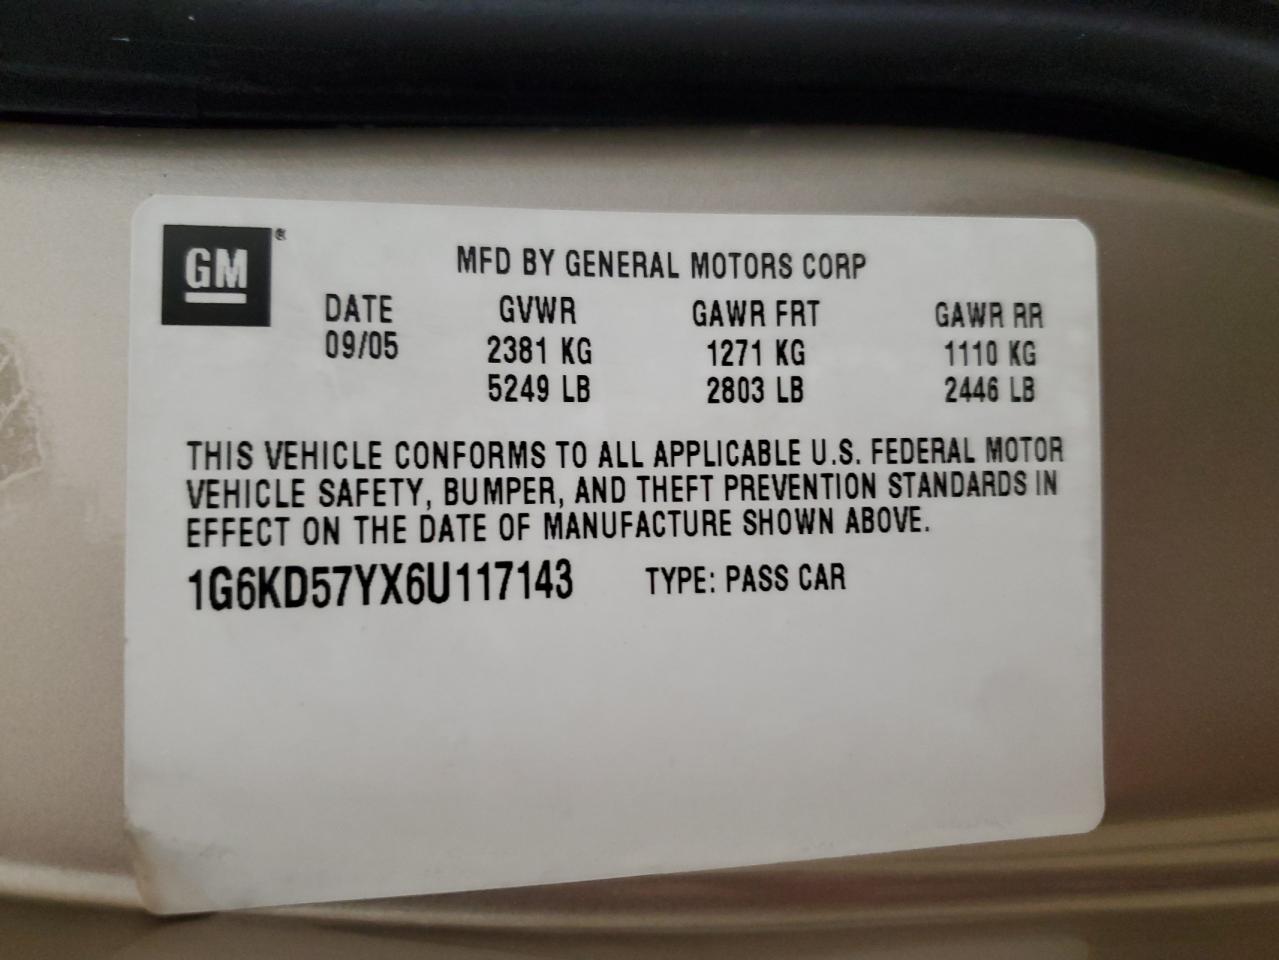 GM®
MFD BY GENERAL MOTORS CORP
DATE GVWR GAWR FRT GAWR RR
09/05 2381 KG 1271 KG 1110 KG
5249 LB 2803 LB 2446 LB
THIS VEHICLE CONFORMS TO ALL APPLICABLE U.S. FEDERAL MOTOR
VEHICLE SAFETY, BUMPER, AND THEFT PREVENTION STANDARDS IN
EFFECT ON THE DATE OF MANUFACTURE SHOWN ABOVE.
1G6KD57YX6U117143 TYPE: PASS CAR